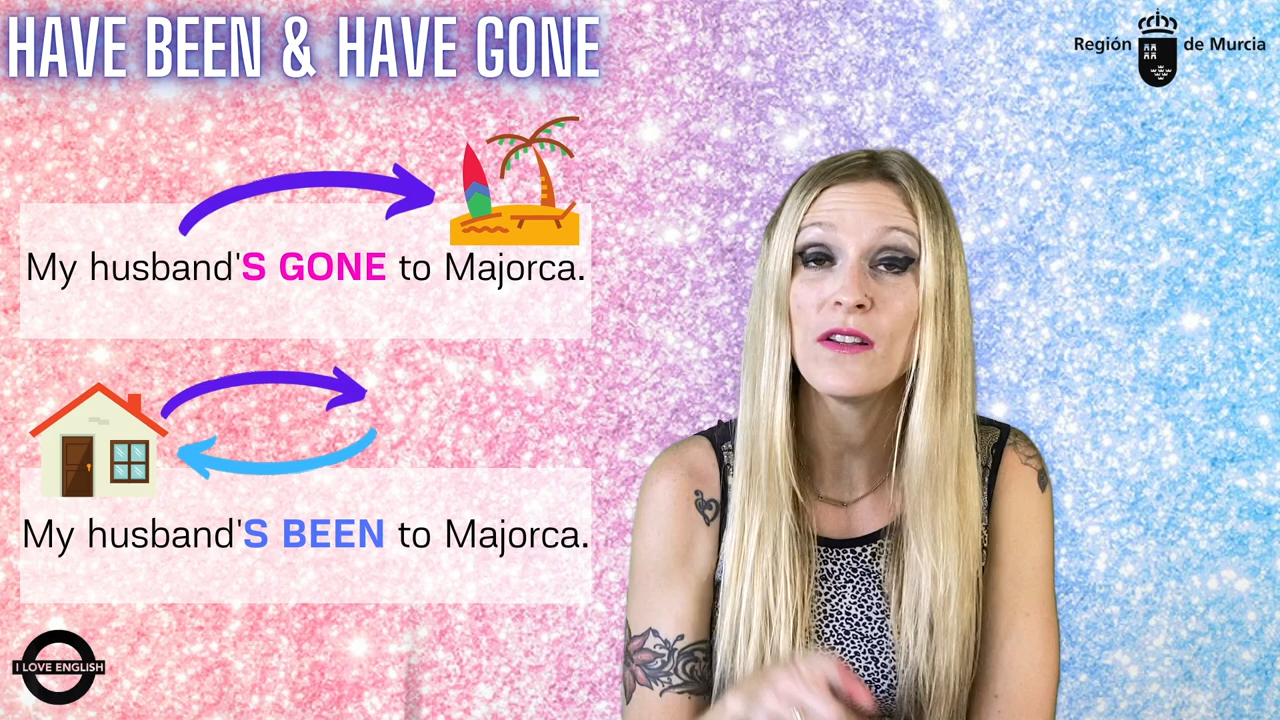 HAVE BEEN & HAVE GONE
Región de Murcia
My husband'S GONE to Majorca.
My husband'S BEEN to Majorca.
I LOVE ENGLISH